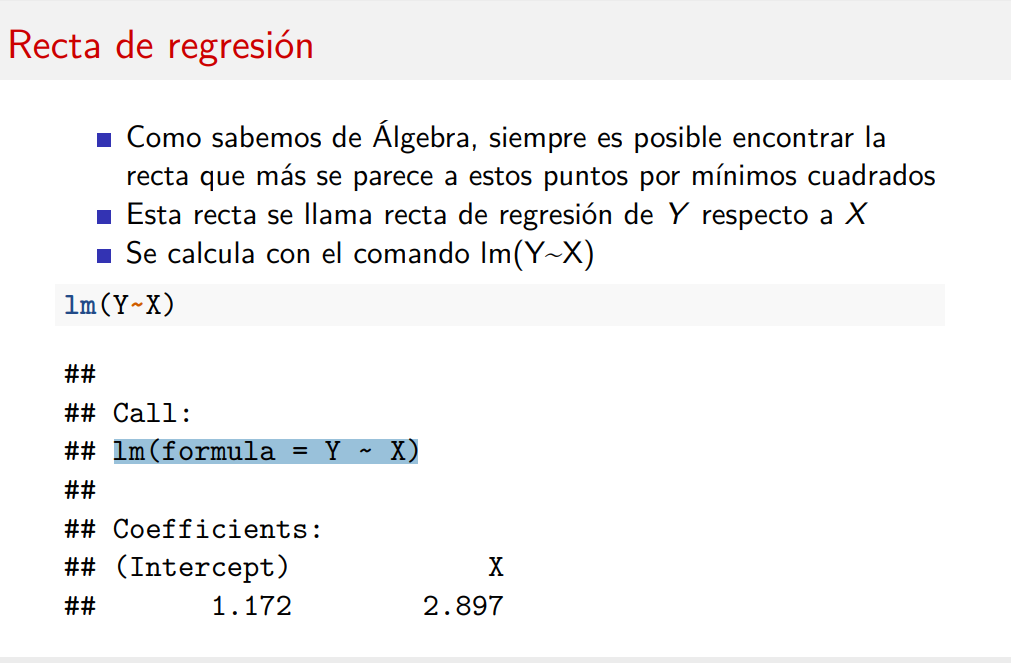 Recta de regresión
Como sabemos de Álgebra, siempre es posible encontrar la
recta que más se parece a estos puntos por mínimos cuadrados
Esta recta se llama recta de regresión de Y respecto a X
Se calcula con el comando lm(Y~X)
lm(Y~X)
##
## Call:
## lm(formula = Y ~ X)
##
## Coefficients:
## (Intercept)            X
##       1.172        2.897